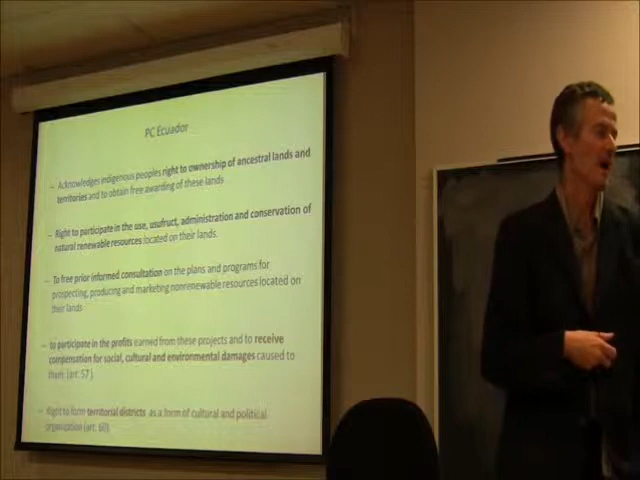 PC Ecuador
– Acknowledges indigenous peoples right to ownership of ancestral lands and
territories and to obtain free awarding of these lands
– Right to participate in the use, usufruct, administration and conservation of
natural renewable resources located on their lands.
– To free prior informed consultation on the plans and programs for
prospecting, producing and marketing nonrenewable resources located on
their lands
– to participate in the profits earned from these projects and to receive
compensation for social, cultural and environmental damages caused to
them (art. 57 ).
– Right to form territorial districts as a form of cultural and political
organization (art. 60).